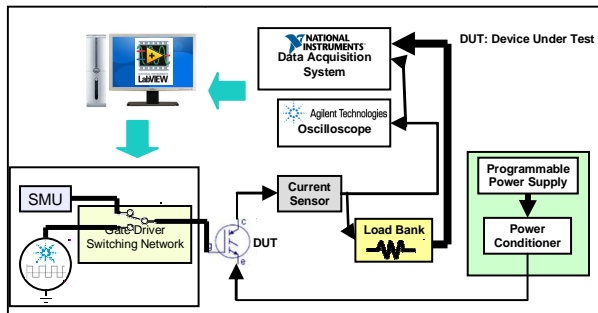 NATIONAL
INSTRUMENTS
Data Acquisition
System
DUT: Device Under Test
LabVIEW
Agilent Technologies
Oscilloscope
SMU
Gate Driver
Switching Network
g
c
e
DUT
Current
Sensor
Load Bank
Programmable
Power Supply
Power
Conditioner